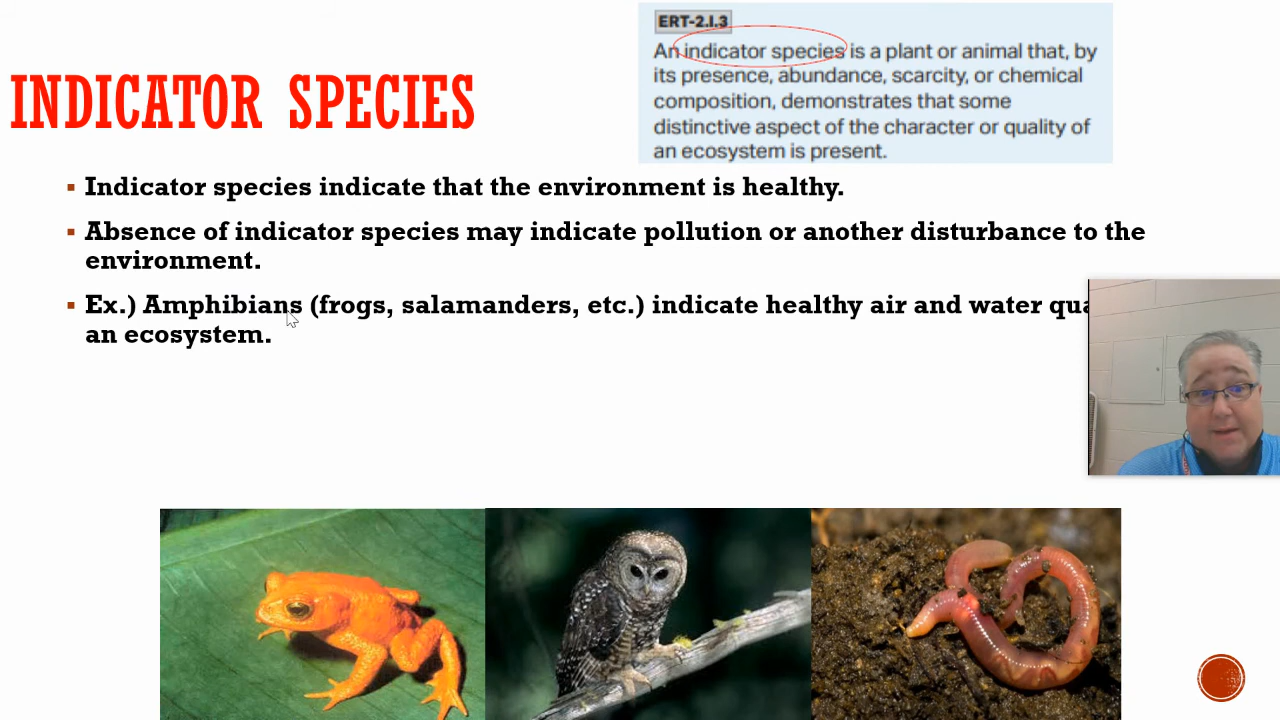 ERT-2.I.3
An indicator species is a plant or animal that, by
its presence, abundance, scarcity, or chemical
composition, demonstrates that some
distinctive aspect of the character or quality of
an ecosystem is present.
INDICATOR SPECIES
▪ Indicator species indicate that the environment is healthy.
▪ Absence of indicator species may indicate pollution or another disturbance to the
environment.
▪ Ex.) Amphibians (frogs, salamanders, etc.) indicate healthy air and water
an ecosystem.